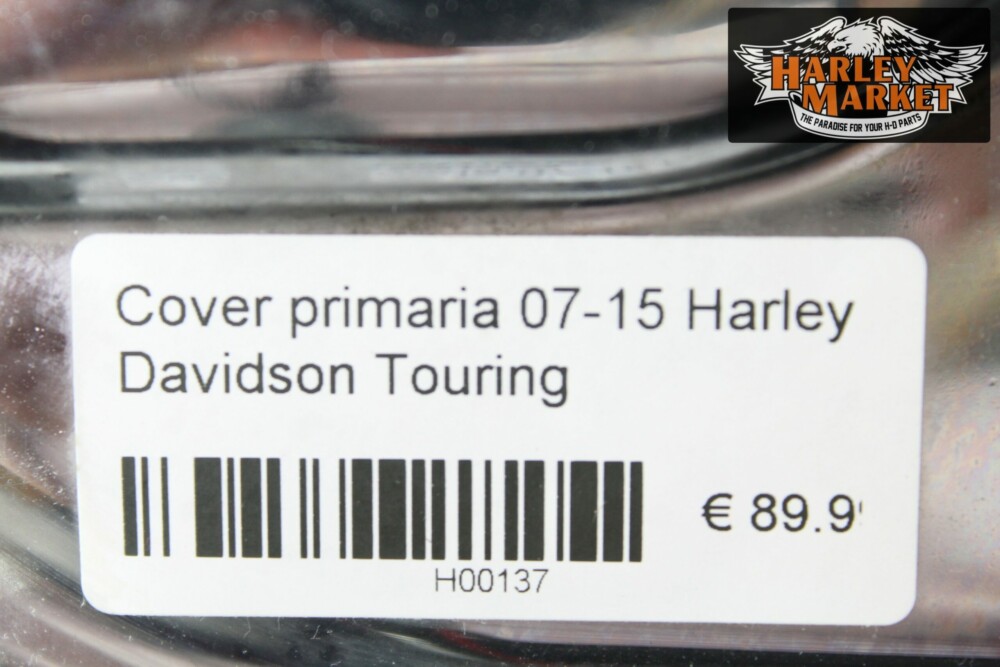 HARLEY
MARKET
THE PARADISE FOR YOUR H-D PARTS
Cover primaria 07-15 Harley
Davidson Touring
€ 89.9
H00137